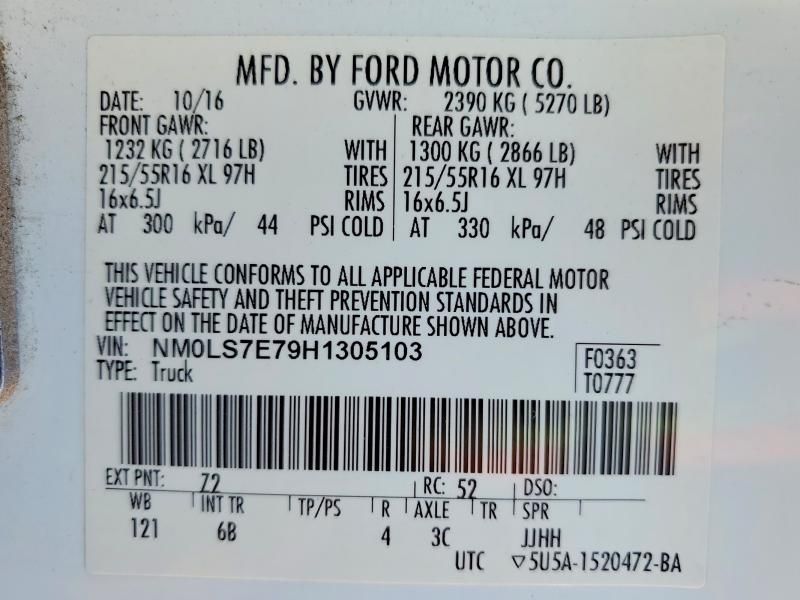 MFD. BY FORD MOTOR CO.
DATE: 10/16 GVWR: 2390 KG ( 5270 LB)
FRONT GAWR: REAR GAWR:
1232 KG ( 2716 LB) WITH 1300 KG ( 2866 LB) WITH
215/55R16 XL 97H TIRES 215/55R16 XL 97H TIRES
16x6.5J RIMS 16x6.5J RIMS
AT 300 kPa/ 44 PSI COLD AT 330 kPa/ 48 PSI COLD
THIS VEHICLE CONFORMS TO ALL APPLICABLE FEDERAL MOTOR
VEHICLE SAFETY AND THEFT PREVENTION STANDARDS IN
EFFECT ON THE DATE OF MANUFACTURE SHOWN ABOVE.
VIN: NM0LS7E79H1305103 F0363
TYPE: Truck T0777
EXT PNT: Z2 RC: 52 DSO:
WB INT TR TP/PS R AXLE TR SPR
121 6B 4 3C JJHH
UTC ▽5U5A-1520472-BA